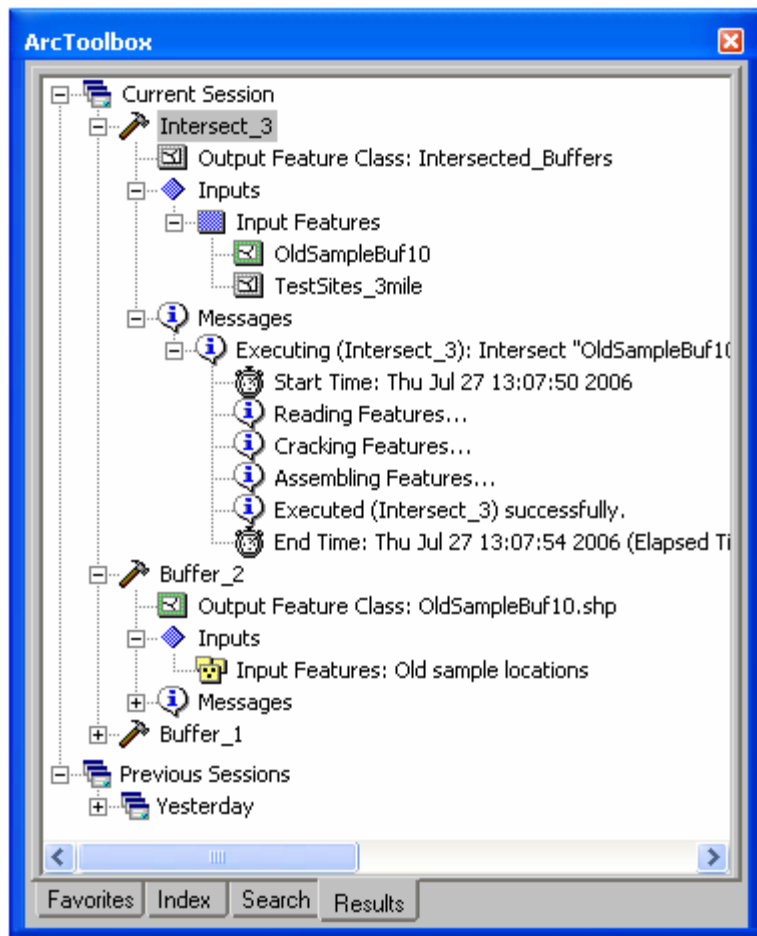 ArcToolbox
Current Session
Intersect_3
Output Feature Class: Intersected_Buffers
Inputs
Input Features
OldSampleBuf10
TestSites_3mile
Messages
Executing (Intersect_3): Intersect "OldSampleBuf10
Start Time: Thu Jul 27 13:07:50 2006
Reading Features...
Cracking Features...
Assembling Features...
Executed (Intersect_3) successfully.
End Time: Thu Jul 27 13:07:54 2006 (Elapsed Ti
Buffer_2
Output Feature Class: OldSampleBuf10.shp
Inputs
Input Features: Old sample locations
Messages
Buffer_1
Previous Sessions
Yesterday
Favorites Index Search Results